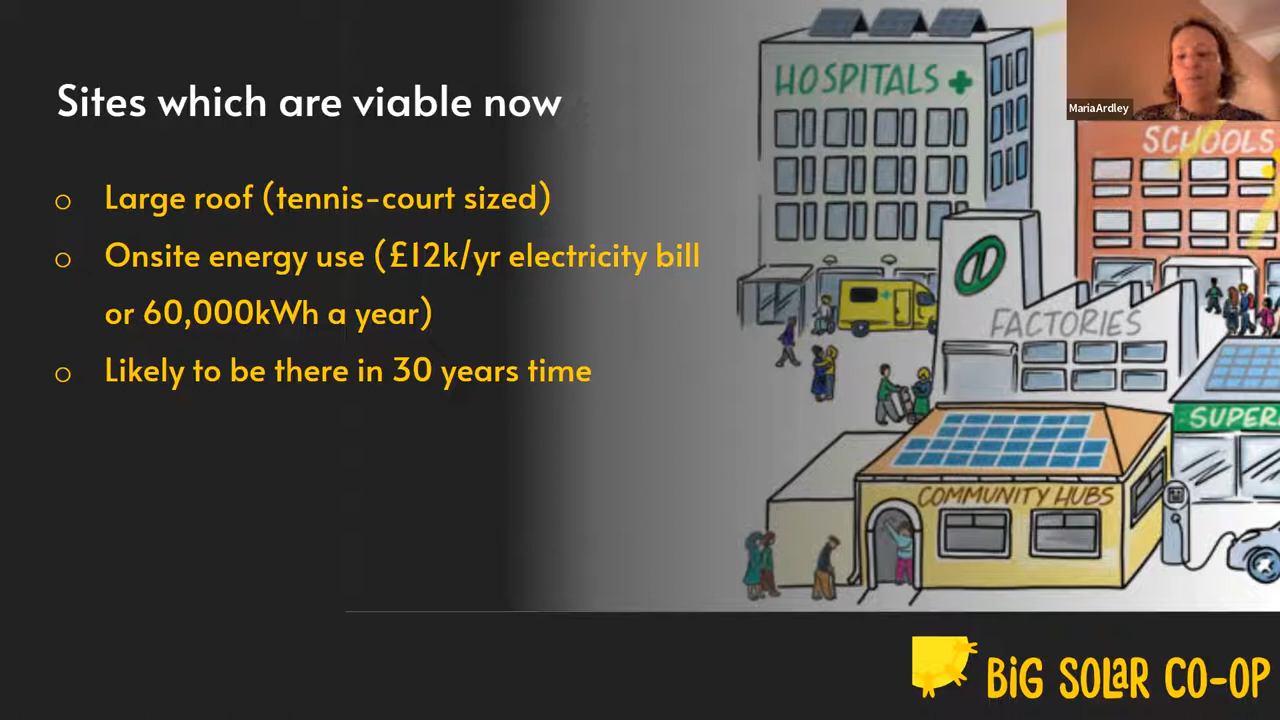 Sites which are viable now
Large roof (tennis-court sized)
Onsite energy use (£12k/yr electricity bill
or 60,000kWh a year)
Likely to be there in 30 years time
HOSPITALS
MariaArdley
SCHOOLS
FACTORIES
SUPER
COMMUNITY HUBS
BiG SOLaR CO-OP